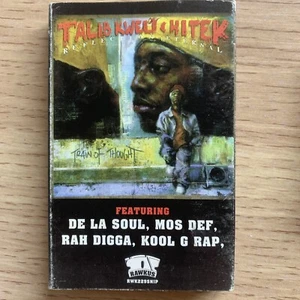 TALIB KWELI & HI TEK
REFLECTION ETERNAL
TRAIN OF THOUGHT
FEATURING
DE LA SOUL, MOS DEF,
RAH DIGGA, KOOL G RAP,
RAWKUS